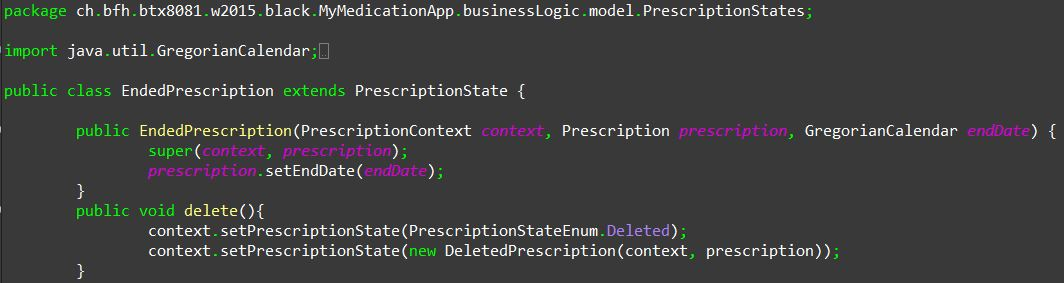 package ch.bfh.btx8081.w2015.black.MyMedicationApp.businessLogic.model.PrescriptionStates;
import java.util.GregorianCalendar;
public class EndedPrescription extends PrescriptionState {
public EndedPrescription(PrescriptionContext context, Prescription prescription, GregorianCalendar endDate) {
super(context, prescription);
prescription.setEndDate(endDate);
}
public void delete(){
context.setPrescriptionState(PrescriptionStateEnum.Deleted);
context.setPrescriptionState(new DeletedPrescription(context, prescription));
}